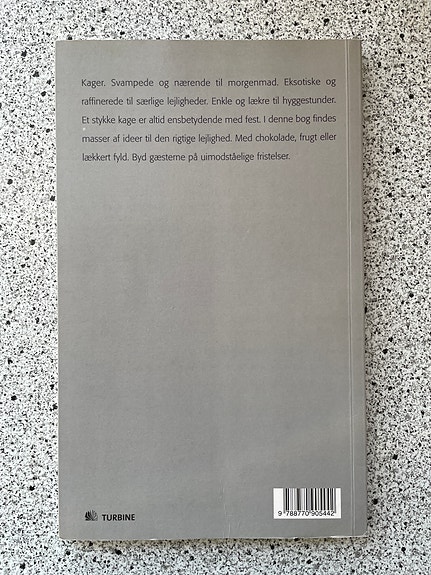 Kager. Svampede og nærende til morgenmad. Eksotiske og
raffinerede til særlige lejligheder. Enkle og lækre til hyggestunder.
Et stykke kage er altid ensbetydende med fest. I denne bog findes
masser af ideer til den rigtige lejlighed. Med chokolade, frugt eller
lækkert fyld. Byd gæsterne på uimodståelige fristelser.
TURBINE
9 788770 905442